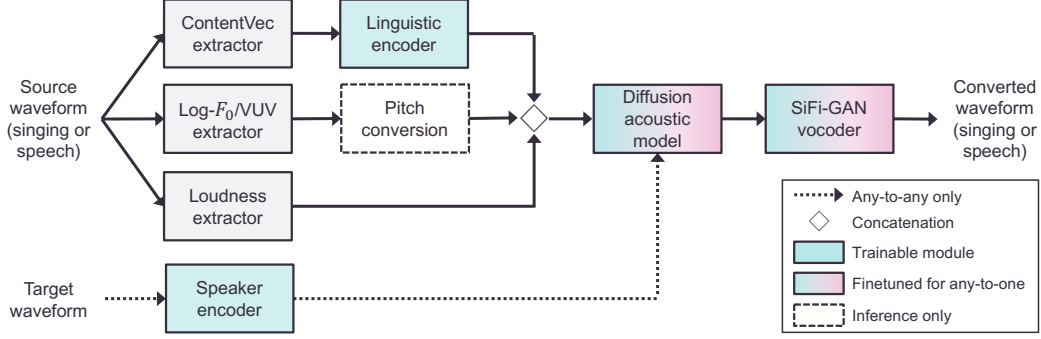 ContentVec
extractor
Linguistic
encoder
Source
waveform
(singing or
speech)
Log-F₀/VUV
extractor
Pitch
conversion
Diffusion
acoustic
model
SiFi-GAN
vocoder
Converted
waveform
(singing or
speech)
Loudness
extractor
Target
waveform
Speaker
encoder
Any-to-any only
Concatenation
Trainable module
Finetuned for any-to-one
Inference only